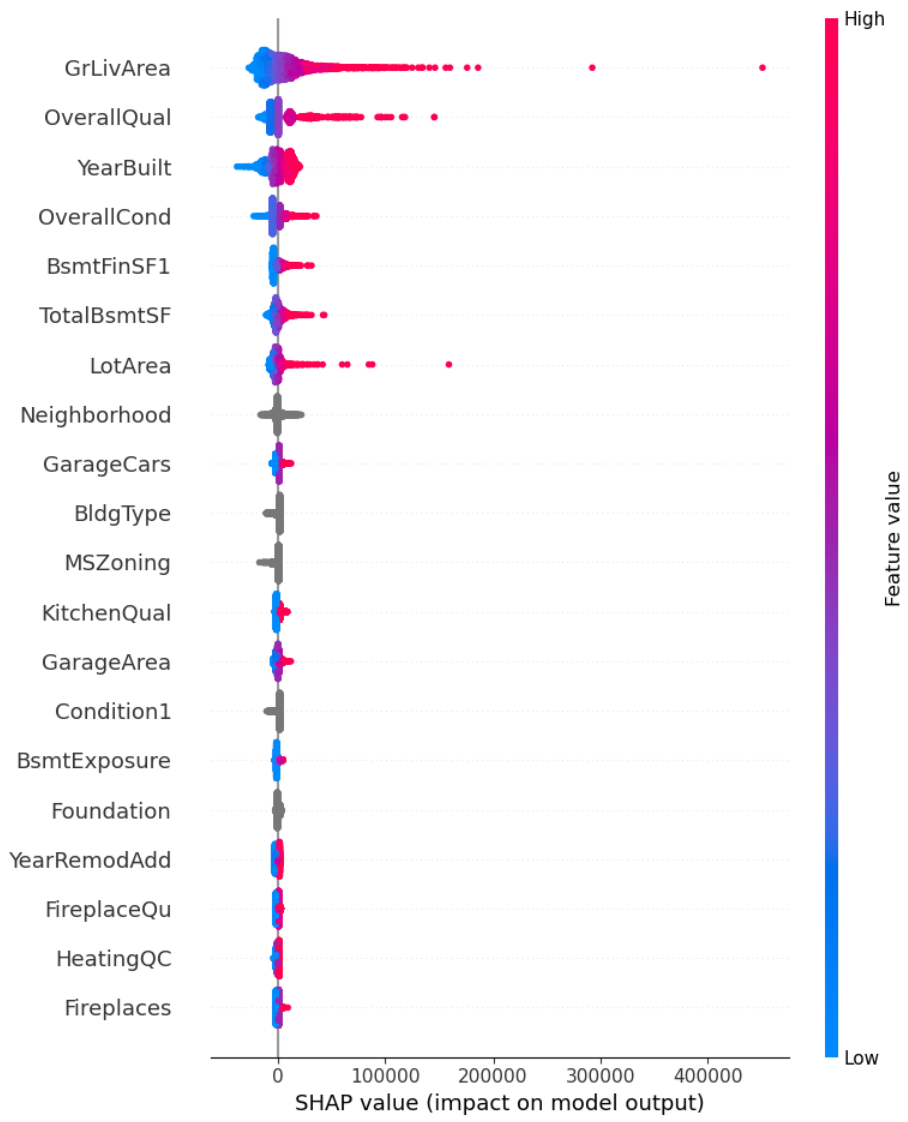 High
GrLivArea
OverallQual
YearBuilt
OverallCond
BsmtFinSF1
TotalBsmtSF
LotArea
Neighborhood
GarageCars
BldgType
MSZoning
KitchenQual
GarageArea
Condition1
BsmtExposure
Foundation
YearRemodAdd
FireplaceQu
HeatingQC
Fireplaces
Feature value
Low
0 100000 200000 300000 400000
SHAP value (impact on model output)